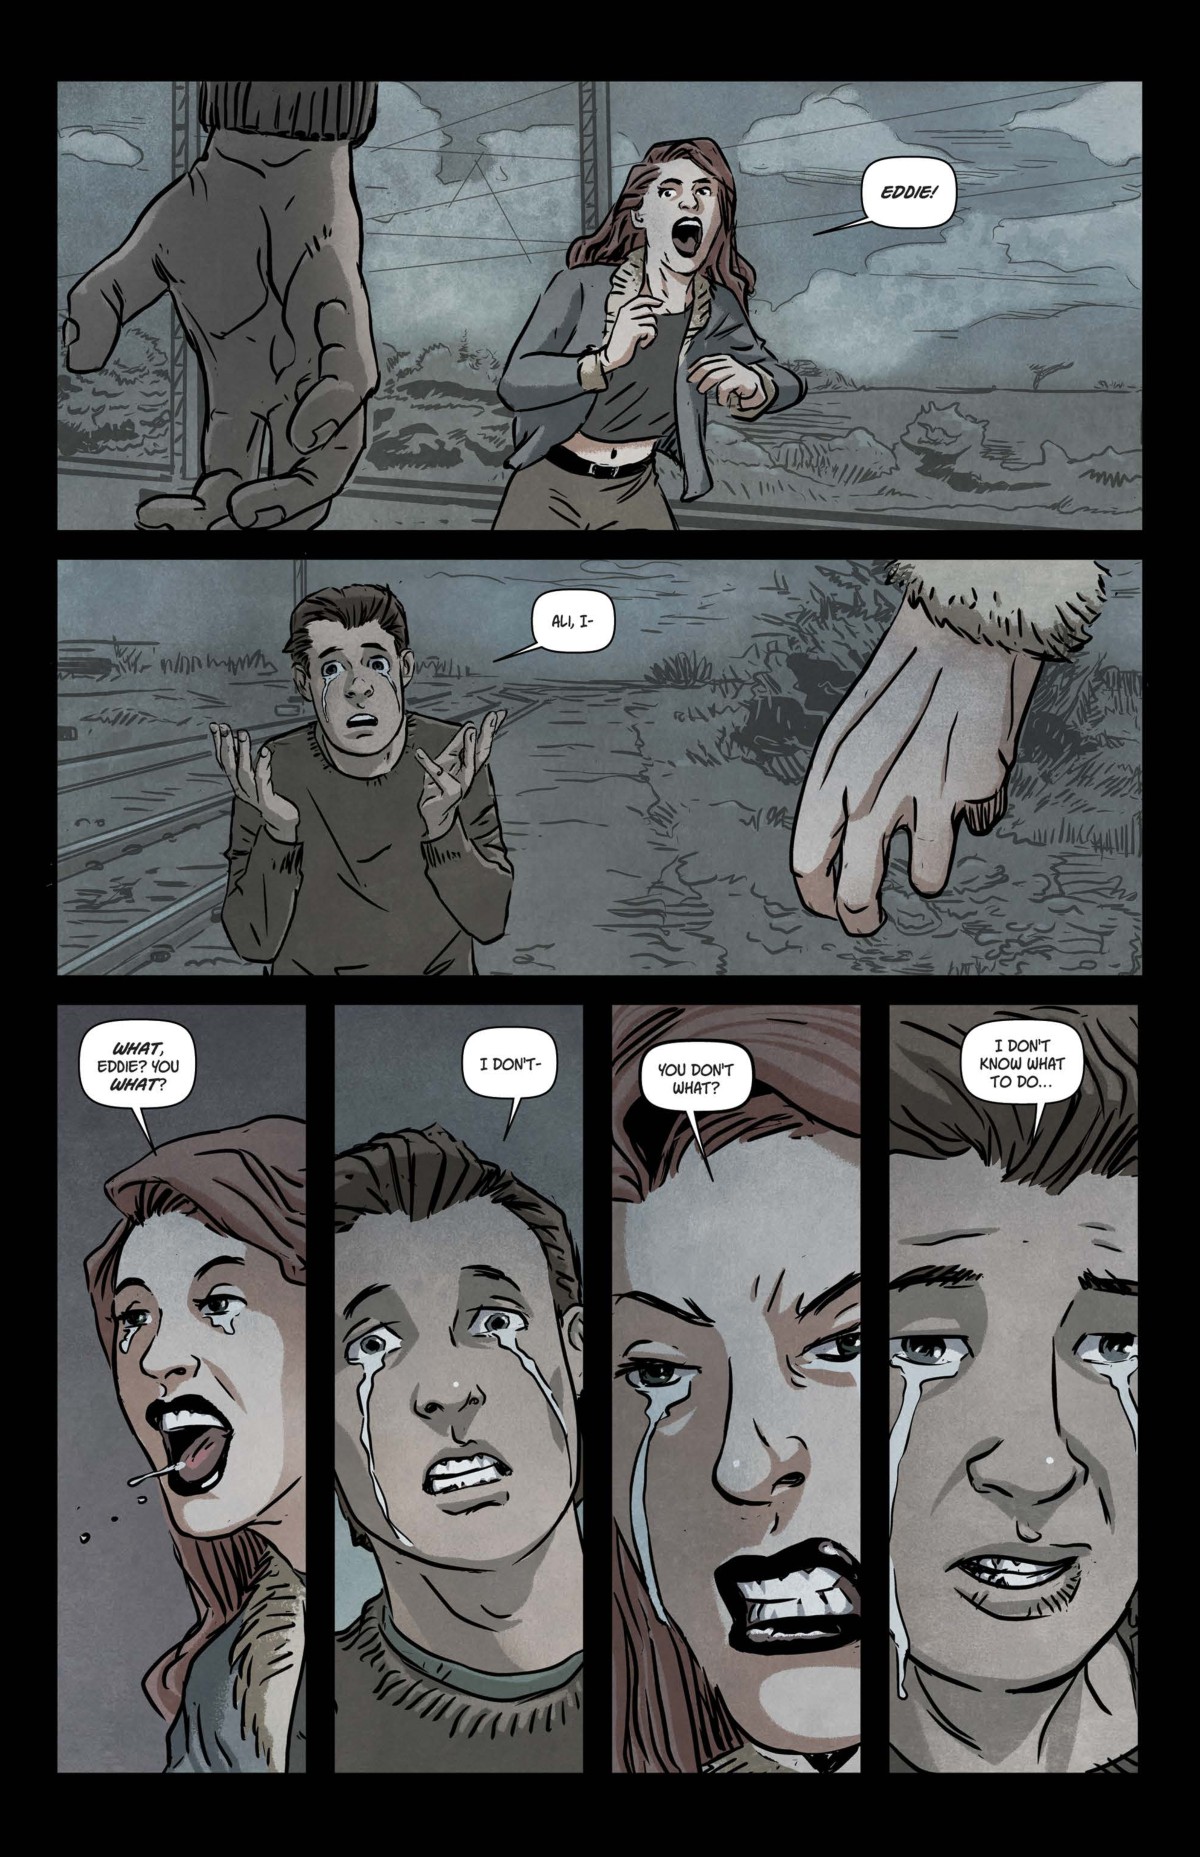 EDDIE!
ALI, I-
WHAT,
EDDIE? YOU
WHAT?
I DON'T-
YOU DON'T
WHAT?
I DON'T
KNOW WHAT
TO DO...